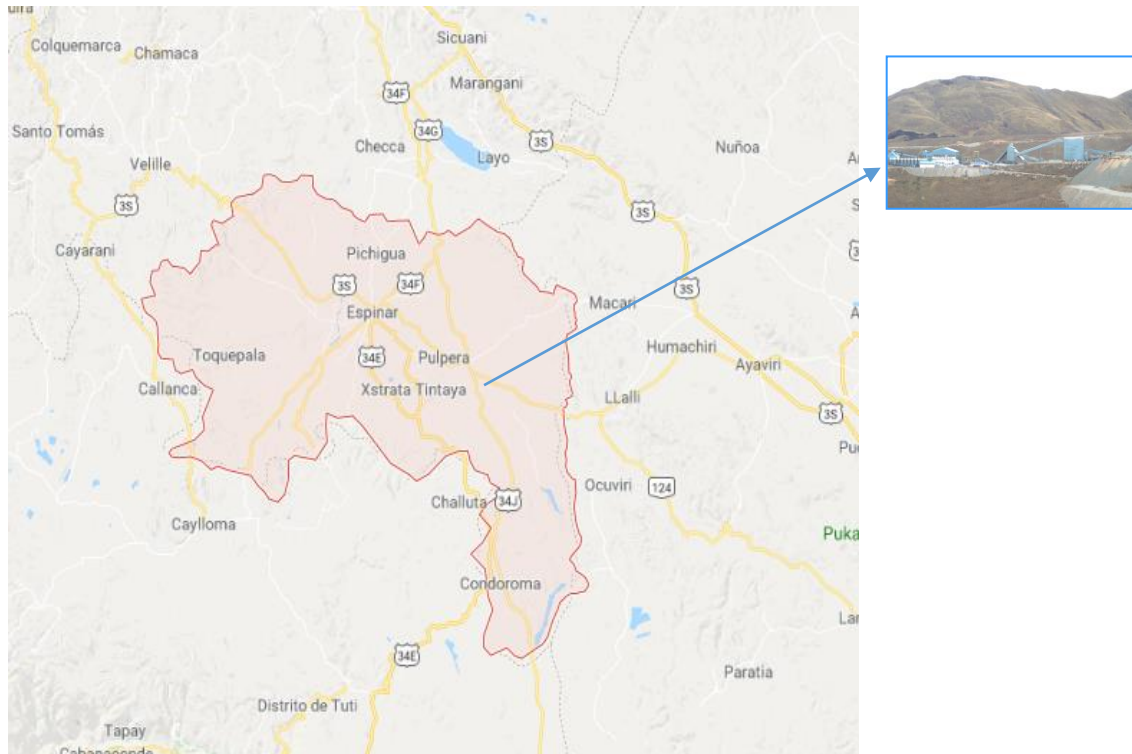 Sicuani
Colquemarca
Chamaca
Marangani
34F
34G
Santo Tomás
Checca
Layo
3S
Nuñoa
Velille
3S
3S
Cayarani
Pichigua
3S
34F
3S
Espinar
Macari
Toquepala
34E
Pulpera
Humachiri
Ayaviri
Callanca
Xstrata Tintaya
LLalli
3S
Ocuviri
124
Challuta
34J
Caylloma
Puka
Condoroma
34E
Paratia
Distrito de Tuti
Tapay